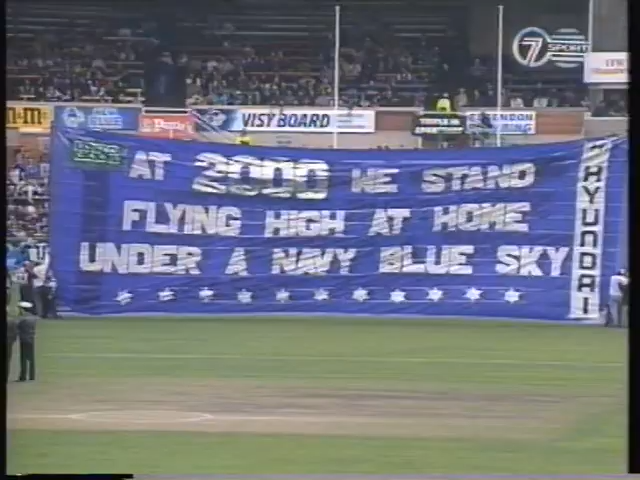 7 SPORT
m&m's
VISY BOARD
AT 2000 WE STAND
FLYING HIGH AT HOME
UNDER A NAVY BLUE SKY
HYUNDAI